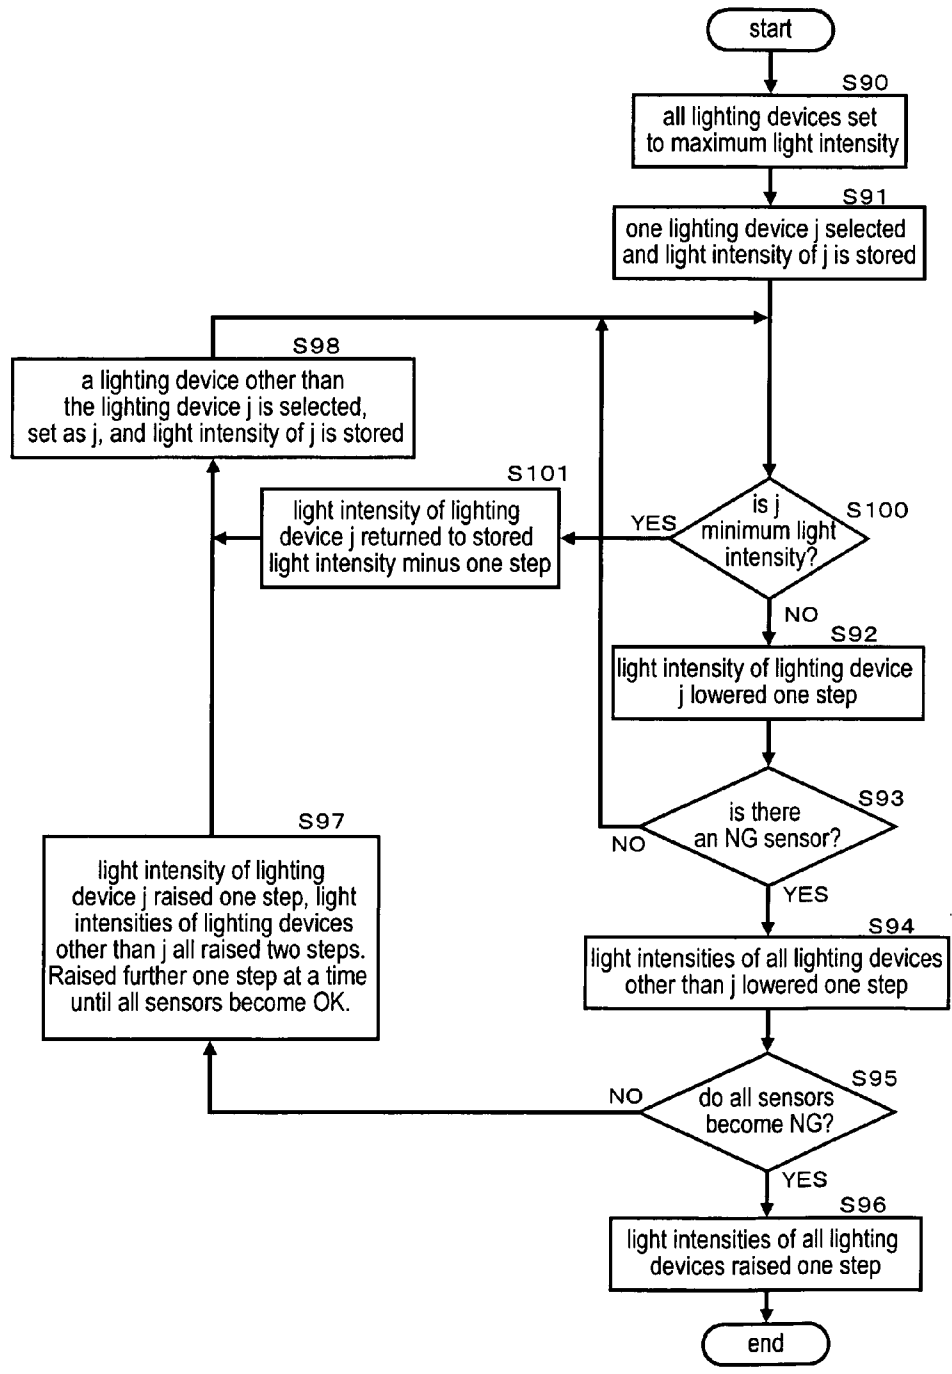 start
S90
all lighting devices set
to maximum light intensity
S91
one lighting device j selected
and light intensity of j is stored
S98
a lighting device other than
the lighting device j is selected,
set as j, and light intensity of j is stored
S101
light intensity of lighting
device j returned to stored
light intensity minus one step
YES
is j
minimum light
intensity?
S100
NO
S92
light intensity of lighting device
j lowered one step
S93
is there
an NG sensor?
NO
YES
S97
light intensity of lighting
device j raised one step, light
intensities of lighting devices
other than j all raised two steps.
Raised further one step at a time
until all sensors become OK.
S94
light intensities of all lighting devices
other than j lowered one step
S95
do all sensors
become NG?
NO
YES
S96
light intensities of all lighting
devices raised one step
end